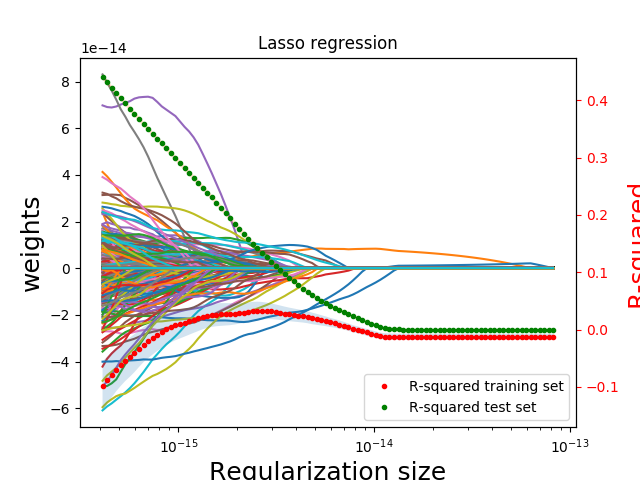 Lasso regression
1e−14
8
6
4
2
0
−2
−4
−6
weights
0.4
0.3
0.2
0.1
0.0
−0.1
R-squared
R-squared training set
R-squared test set
10⁻¹⁵
10⁻¹⁴
10⁻¹³
Regularization size